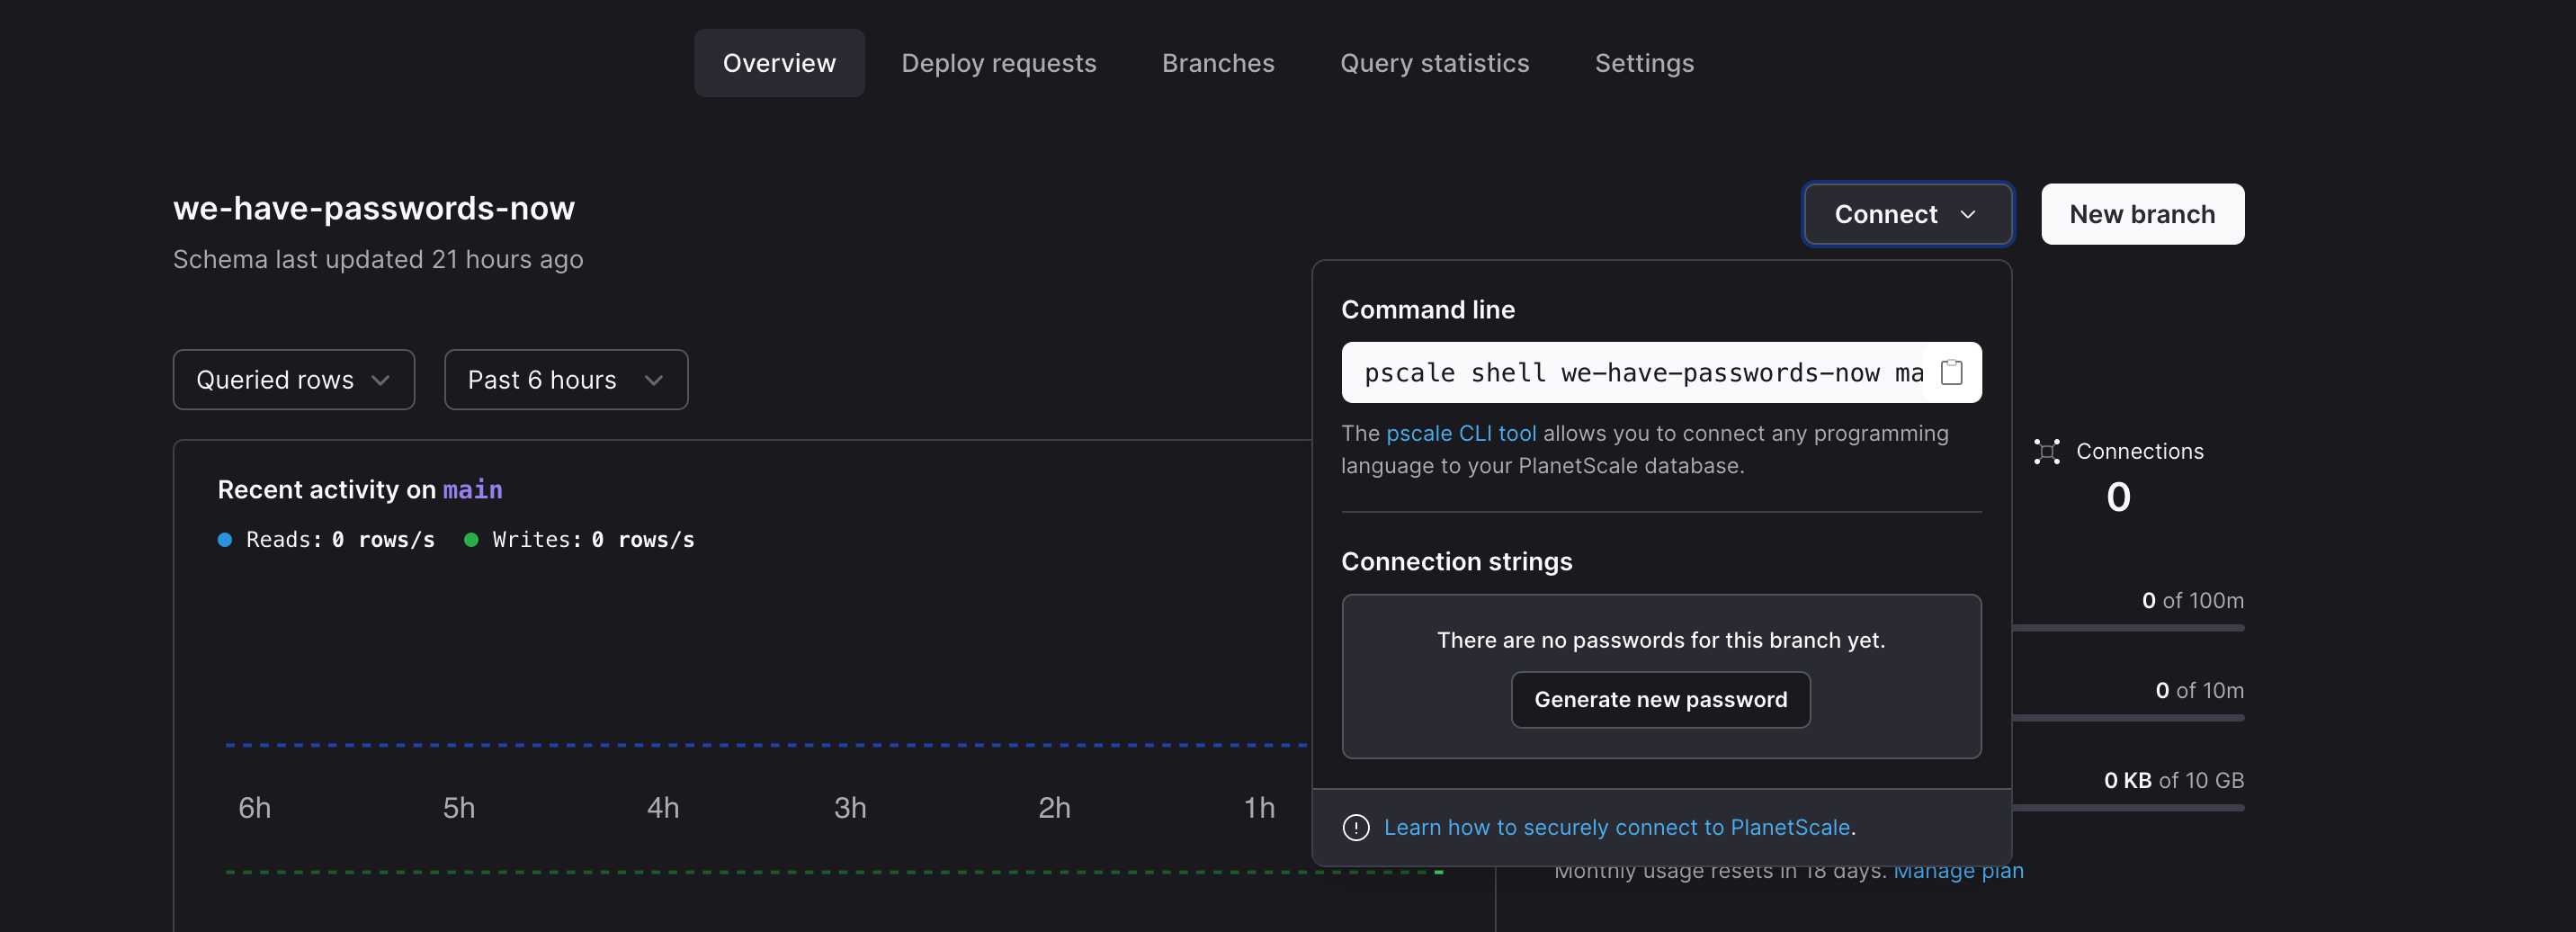 Overview
Deploy requests
Branches
Query statistics
Settings
we-have-passwords-now
Schema last updated 21 hours ago
Connect
New branch
Queried rows
Past 6 hours
Recent activity on main
Reads: 0 rows/s
Writes: 0 rows/s
6h
5h
4h
3h
2h
1h
Command line
pscale shell we-have-passwords-now ma
The pscale CLI tool allows you to connect any programming
language to your PlanetScale database.
Connection strings
There are no passwords for this branch yet.
Generate new password
Learn how to securely connect to PlanetScale.
Connections
0
0 of 100m
0 of 10m
0 KB of 10 GB
Monthly usage resets in 18 days. Manage plan